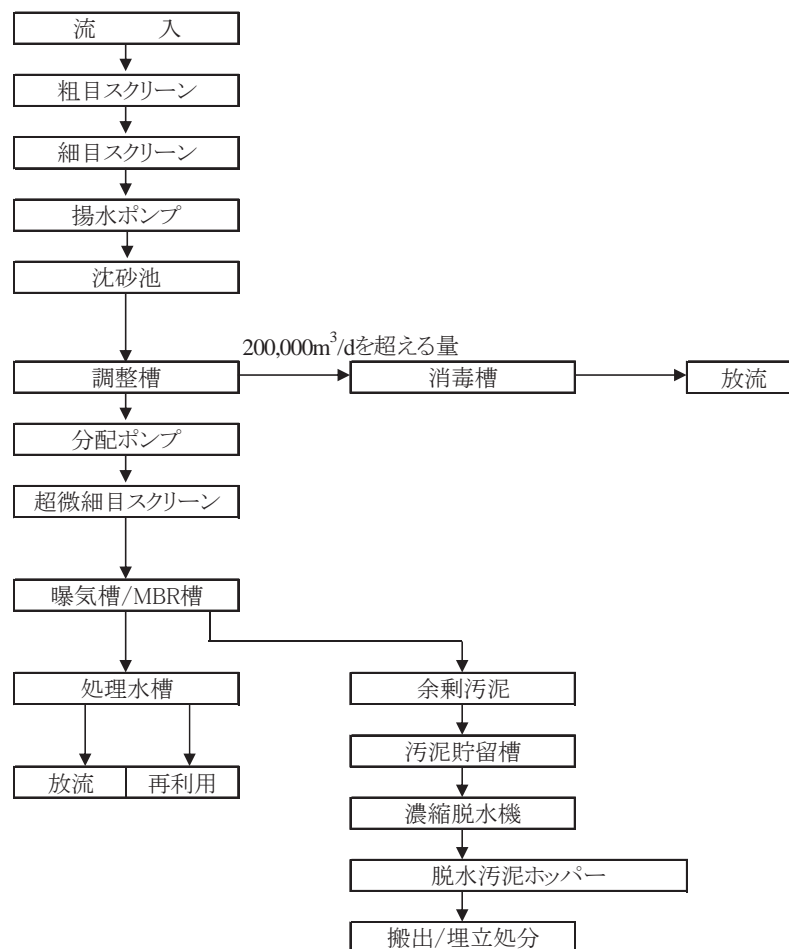 流　　入
粗目スクリーン
細目スクリーン
揚水ポンプ
沈砂池
200,000m³/dを超える量
調整槽
消毒槽
放流
分配ポンプ
超微細目スクリーン
曝気槽/MBR槽
処理水槽
余剰汚泥
汚泥貯留槽
放流
再利用
濃縮脱水機
脱水汚泥ホッパー
搬出/埋立処分